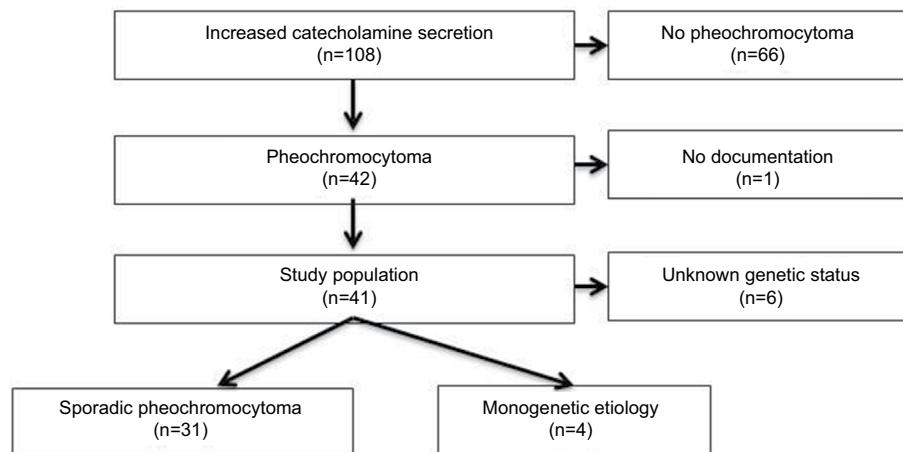 Increased catecholamine secretion
(n=108)
No pheochromocytoma
(n=66)
Pheochromocytoma
(n=42)
No documentation
(n=1)
Study population
(n=41)
Unknown genetic status
(n=6)
Sporadic pheochromocytoma
(n=31)
Monogenetic etiology
(n=4)